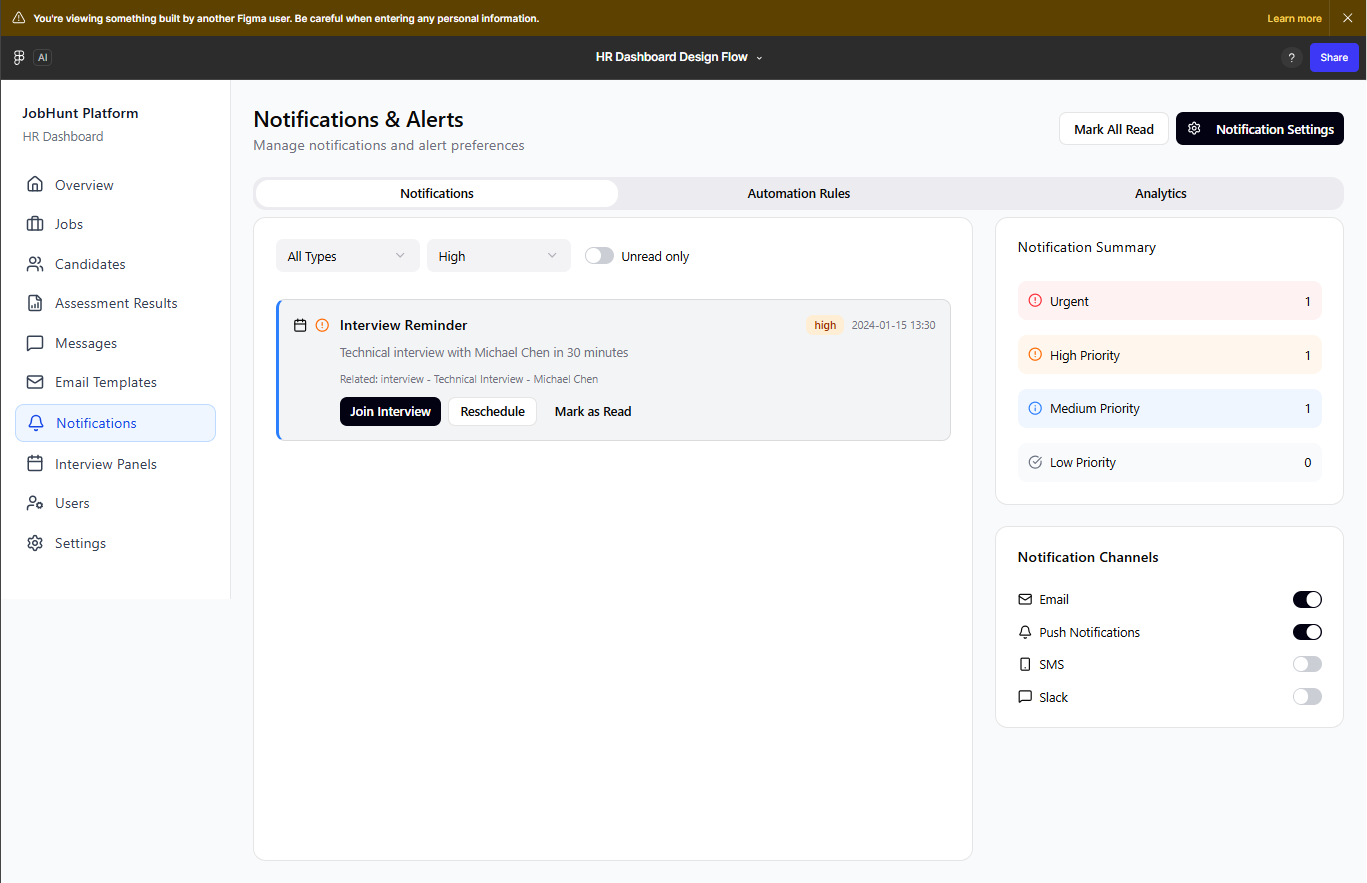 You're viewing something built by another Figma user. Be careful when entering any personal information.
Learn more
AI
HR Dashboard Design Flow
?
Share
JobHunt Platform
HR Dashboard
Overview
Jobs
Candidates
Assessment Results
Messages
Email Templates
Notifications
Interview Panels
Users
Settings
Notifications & Alerts
Manage notifications and alert preferences
Mark All Read
Notification Settings
Notifications
Automation Rules
Analytics
All Types
High
Unread only
Interview Reminder
high
2024-01-15 13:30
Technical interview with Michael Chen in 30 minutes
Related: interview - Technical Interview - Michael Chen
Join Interview
Reschedule
Mark as Read
Notification Summary
Urgent
1
High Priority
1
Medium Priority
1
Low Priority
0
Notification Channels
Email
Push Notifications
SMS
Slack